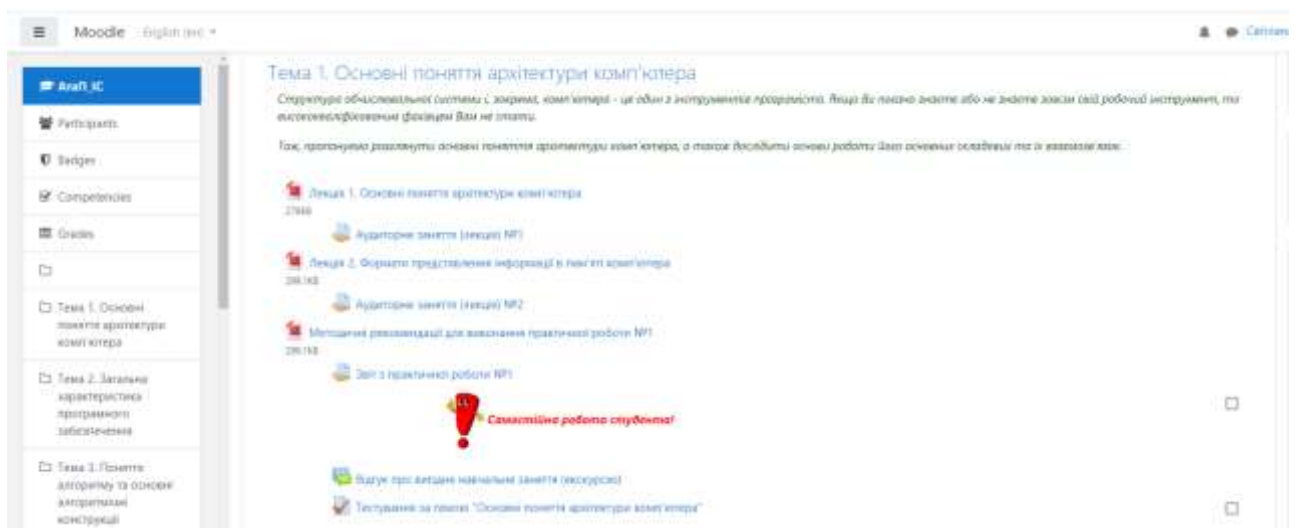 Moodle English (en)
АгаП_ІС
Participants
Badges
Competencies
Grades
Тема 1. Основні
поняття архітектури
комп'ютера
Тема 2. Загальна
характеристика
програмного
забезпечення
Тема 3. Поняття
алгоритму та основні
алгоритмічні
конструкції
Тема 1. Основні поняття архітектури комп'ютера
Структура обчислювальної системи і, зокрема, комп'ютера - це один з інструментів програміста. Якщо Ви погано знаєте або не знаєте зовсім свій робочий інструмент, то
висококваліфікованим фахівцем Вам не стати.
Тож, пропонуємо розглянути основні поняття архітектури комп'ютера, а також дослідити основи роботи його основних складових та їх взаємозв'язок.
Лекція 1. Основні поняття архітектури комп'ютера
Аудиторне заняття (лекція) №1
Лекція 2. Формати представлення інформації в пам'яті комп'ютера
Аудиторне заняття (лекція) №2
Методичні рекомендації для виконання практичної роботи №1
Звіт з практичної роботи №1
Самостійна робота студента!
Відгук про виїздне навчальне заняття (екскурсію)
Тестування за темою "Основні поняття архітектури комп'ютера"